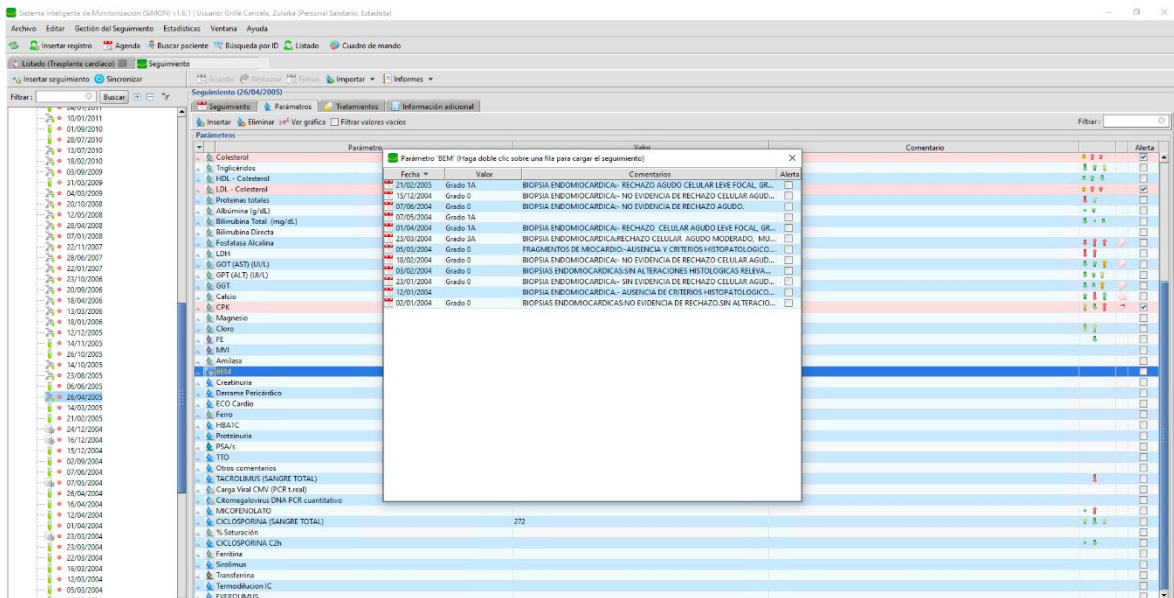 Sistema Inteligente de Monitorización (SiMON) v1.6.1 | Usuario: Grillé Cancela, Zuleika (Personal Sanitario, Estadista)
Archivo Editar Gestión del Seguimiento Estadísticas Ventana Ayuda
Insertar registro Agenda Buscar paciente Búsqueda por ID Listado Cuadro de mando
Listado (Trasplante cardíaco) Seguimiento
Insertar seguimiento Sincronizar Guardar Restaurar Firmar Importar Informes
Filtrar: Buscar
Seguimiento (26/04/2005)
Seguimiento Parámetros Tratamientos Información adicional
Insertar Eliminar Ver gráfica Filtrar valores vacíos Filtrar:
Parámetros
Parámetro Valor Comentario Alerta
24/01/2011
10/01/2011
01/09/2010
28/07/2010
13/07/2010
18/02/2010
03/09/2009
31/03/2009
04/03/2009
20/10/2008
12/05/2008
28/04/2008
07/01/2008
22/11/2007
28/06/2007
22/01/2007
23/10/2006
20/09/2006
18/04/2006
13/03/2006
18/01/2006
12/12/2005
14/11/2005
26/10/2005
14/10/2005
23/08/2005
06/06/2005
26/04/2005
14/03/2005
21/02/2005
24/12/2004
16/12/2004
15/12/2004
02/09/2004
07/06/2004
07/05/2004
26/04/2004
16/04/2004
12/04/2004
01/04/2004
23/03/2004
23/03/2004
22/03/2004
16/03/2004
12/03/2004
05/03/2004
Colesterol
Triglicéridos
HDL - Colesterol
LDL - Colesterol
Proteinas totales
Albúmina (g/dL)
Bilirrubina Total (mg/dL)
Bilirrubina Directa
Fosfatasa Alcalina
LDH
GOT (AST) (UI/L)
GPT (ALT) (UI/L)
GGT
Calcio
CPK
Magnesio
Cloro
FE
MVI
Amilasa
BEM
Creatinuria
Derrame Pericárdico
ECO Cardio
Ferro
HBA1C
Proteinuria
PSA/s
TTO
Otros comentarios
TACROLIMUS (SANGRE TOTAL)
Carga Viral CMV (PCR t.real)
Citomegalovirus DNA PCR cuantitativo
MICOFENOLATO
CICLOSPORINA (SANGRE TOTAL) 272
% Saturación
CICLOSPORINA C2h
Ferritina
Sirolimus
Transferrina
Termodilucion IC
EVEROLIMUS
Parámetro 'BEM' (Haga doble clic sobre una fila para cargar el seguimiento)
Fecha Valor Comentarios Alerta
21/02/2005 Grado 1A BIOPSIA ENDOMIOCARDICA:- RECHAZO AGUDO CELULAR LEVE FOCAL, GR...
15/12/2004 Grado 0 BIOPSIA ENDOMIOCARDICA:- NO EVIDENCIA DE RECHAZO CELULAR AGUD...
07/06/2004 Grado 0 BIOPSIA ENDOMIOCARDICA:- NO EVIDENCIA DE RECHAZO AGUDO.
07/05/2004 Grado 1A
01/04/2004 Grado 1A BIOPSIA ENDOMIOCARDICA:- RECHAZO CELULAR AGUDO LEVE FOCAL, GR...
23/03/2004 Grado 3A BIOPSIA ENDOMIOCARDICA:RECHAZO CELULAR AGUDO MODERADO, MU...
05/03/2004 Grado 0 FRAGMENTOS DE MIOCARDIO:-AUSENCIA Y CRITERIOS HISTOPATOLOGICO...
18/02/2004 Grado 0 BIOPSIA ENDOMIOCARDICA:- NO EVIDENCIA DE RECHAZO CELULAR AGUD...
03/02/2004 Grado 0 BIOPSIAS ENDOMIOCARDICAS:SIN ALTERACIONES HISTOLOGICAS RELEVA...
23/01/2004 Grado 0 BIOPSIA ENDOMIOCARDICA:- SIN EVIDENCIA DE RECHAZO CELULAR AGUD...
12/01/2004 BIOPSIA ENDOMIOCARDICA.- AUSENCIA DE CRITERIOS HISTOPATOLOGICO...
02/01/2004 Grado 0 BIOPSIAS ENDOMIOCARDICAS:NO EVIDENCIA DE RECHAZO.SIN ALTERACIO...